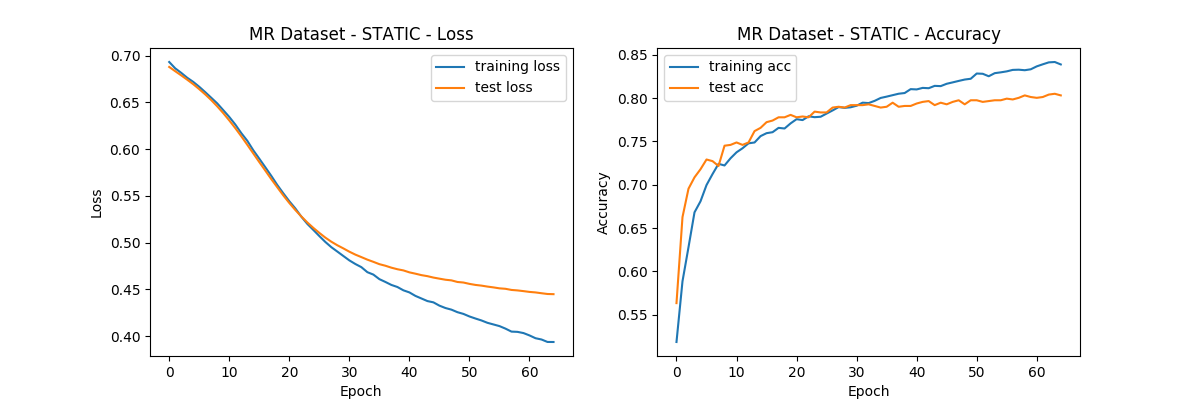 MR Dataset - STATIC - Loss
training loss
test loss
0.70
0.65
0.60
0.55
0.50
0.45
0.40
Loss
0 10 20 30 40 50 60
Epoch
MR Dataset - STATIC - Accuracy
training acc
test acc
0.85
0.80
0.75
0.70
0.65
0.60
0.55
Accuracy
0 10 20 30 40 50 60
Epoch